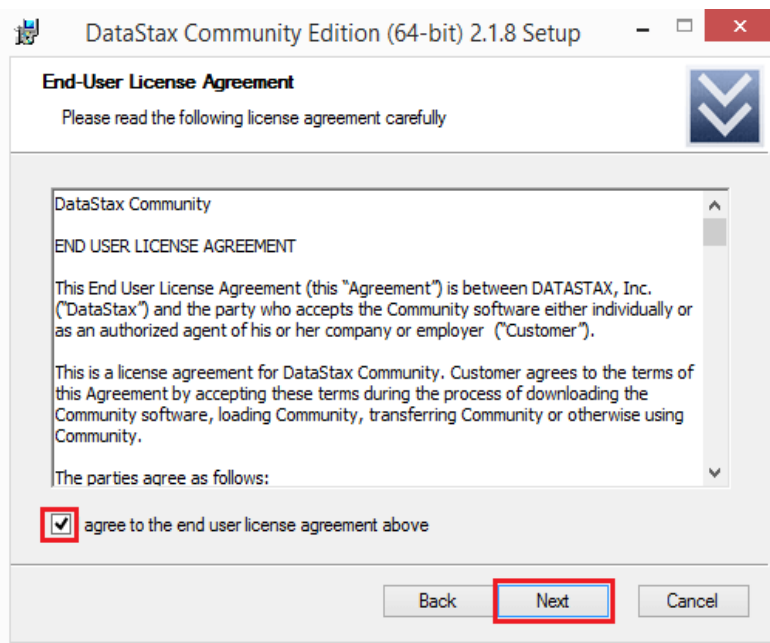 DataStax Community Edition (64-bit) 2.1.8 Setup
End-User License Agreement
Please read the following license agreement carefully
DataStax Community
END USER LICENSE AGREEMENT
This End User License Agreement (this “Agreement”) is between DATASTAX, Inc.
(“DataStax”) and the party who accepts the Community software either individually or
as an authorized agent of his or her company or employer (“Customer”).
This is a license agreement for DataStax Community. Customer agrees to the terms of
this Agreement by accepting these terms during the process of downloading the
Community software, loading Community, transferring Community or otherwise using
Community.
The parties agree as follows:
agree to the end user license agreement above
Back
Next
Cancel